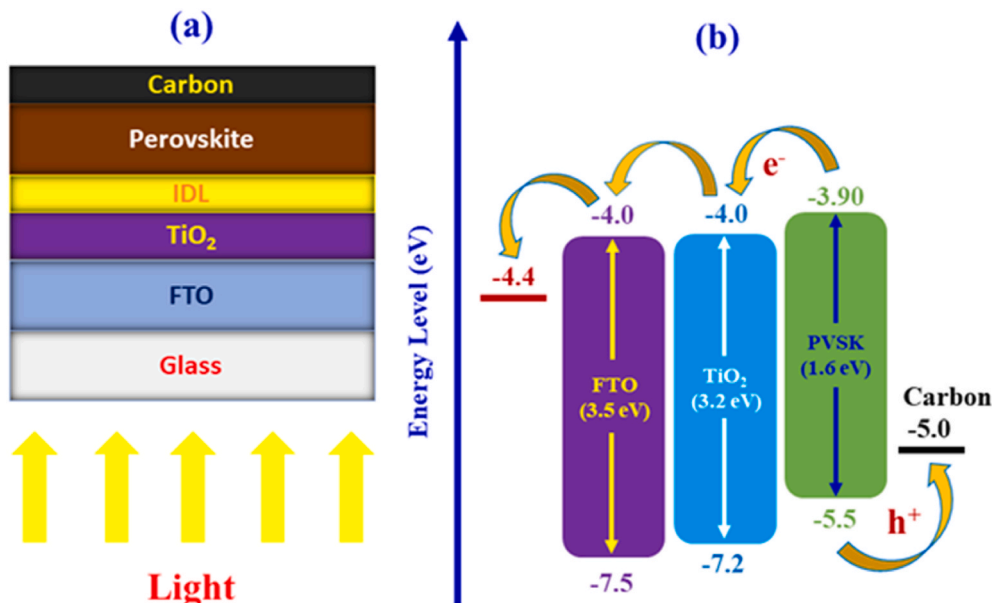 (a)
Carbon
Perovskite
IDL
TiO₂
FTO
Glass
Light
Energy Level (eV)
(b)
e⁻
-4.4
-4.0
-4.0
-3.90
FTO
(3.5 eV)
TiO₂
(3.2 eV)
PVSK
(1.6 eV)
Carbon
-5.0
-7.5
-7.2
-5.5
h⁺